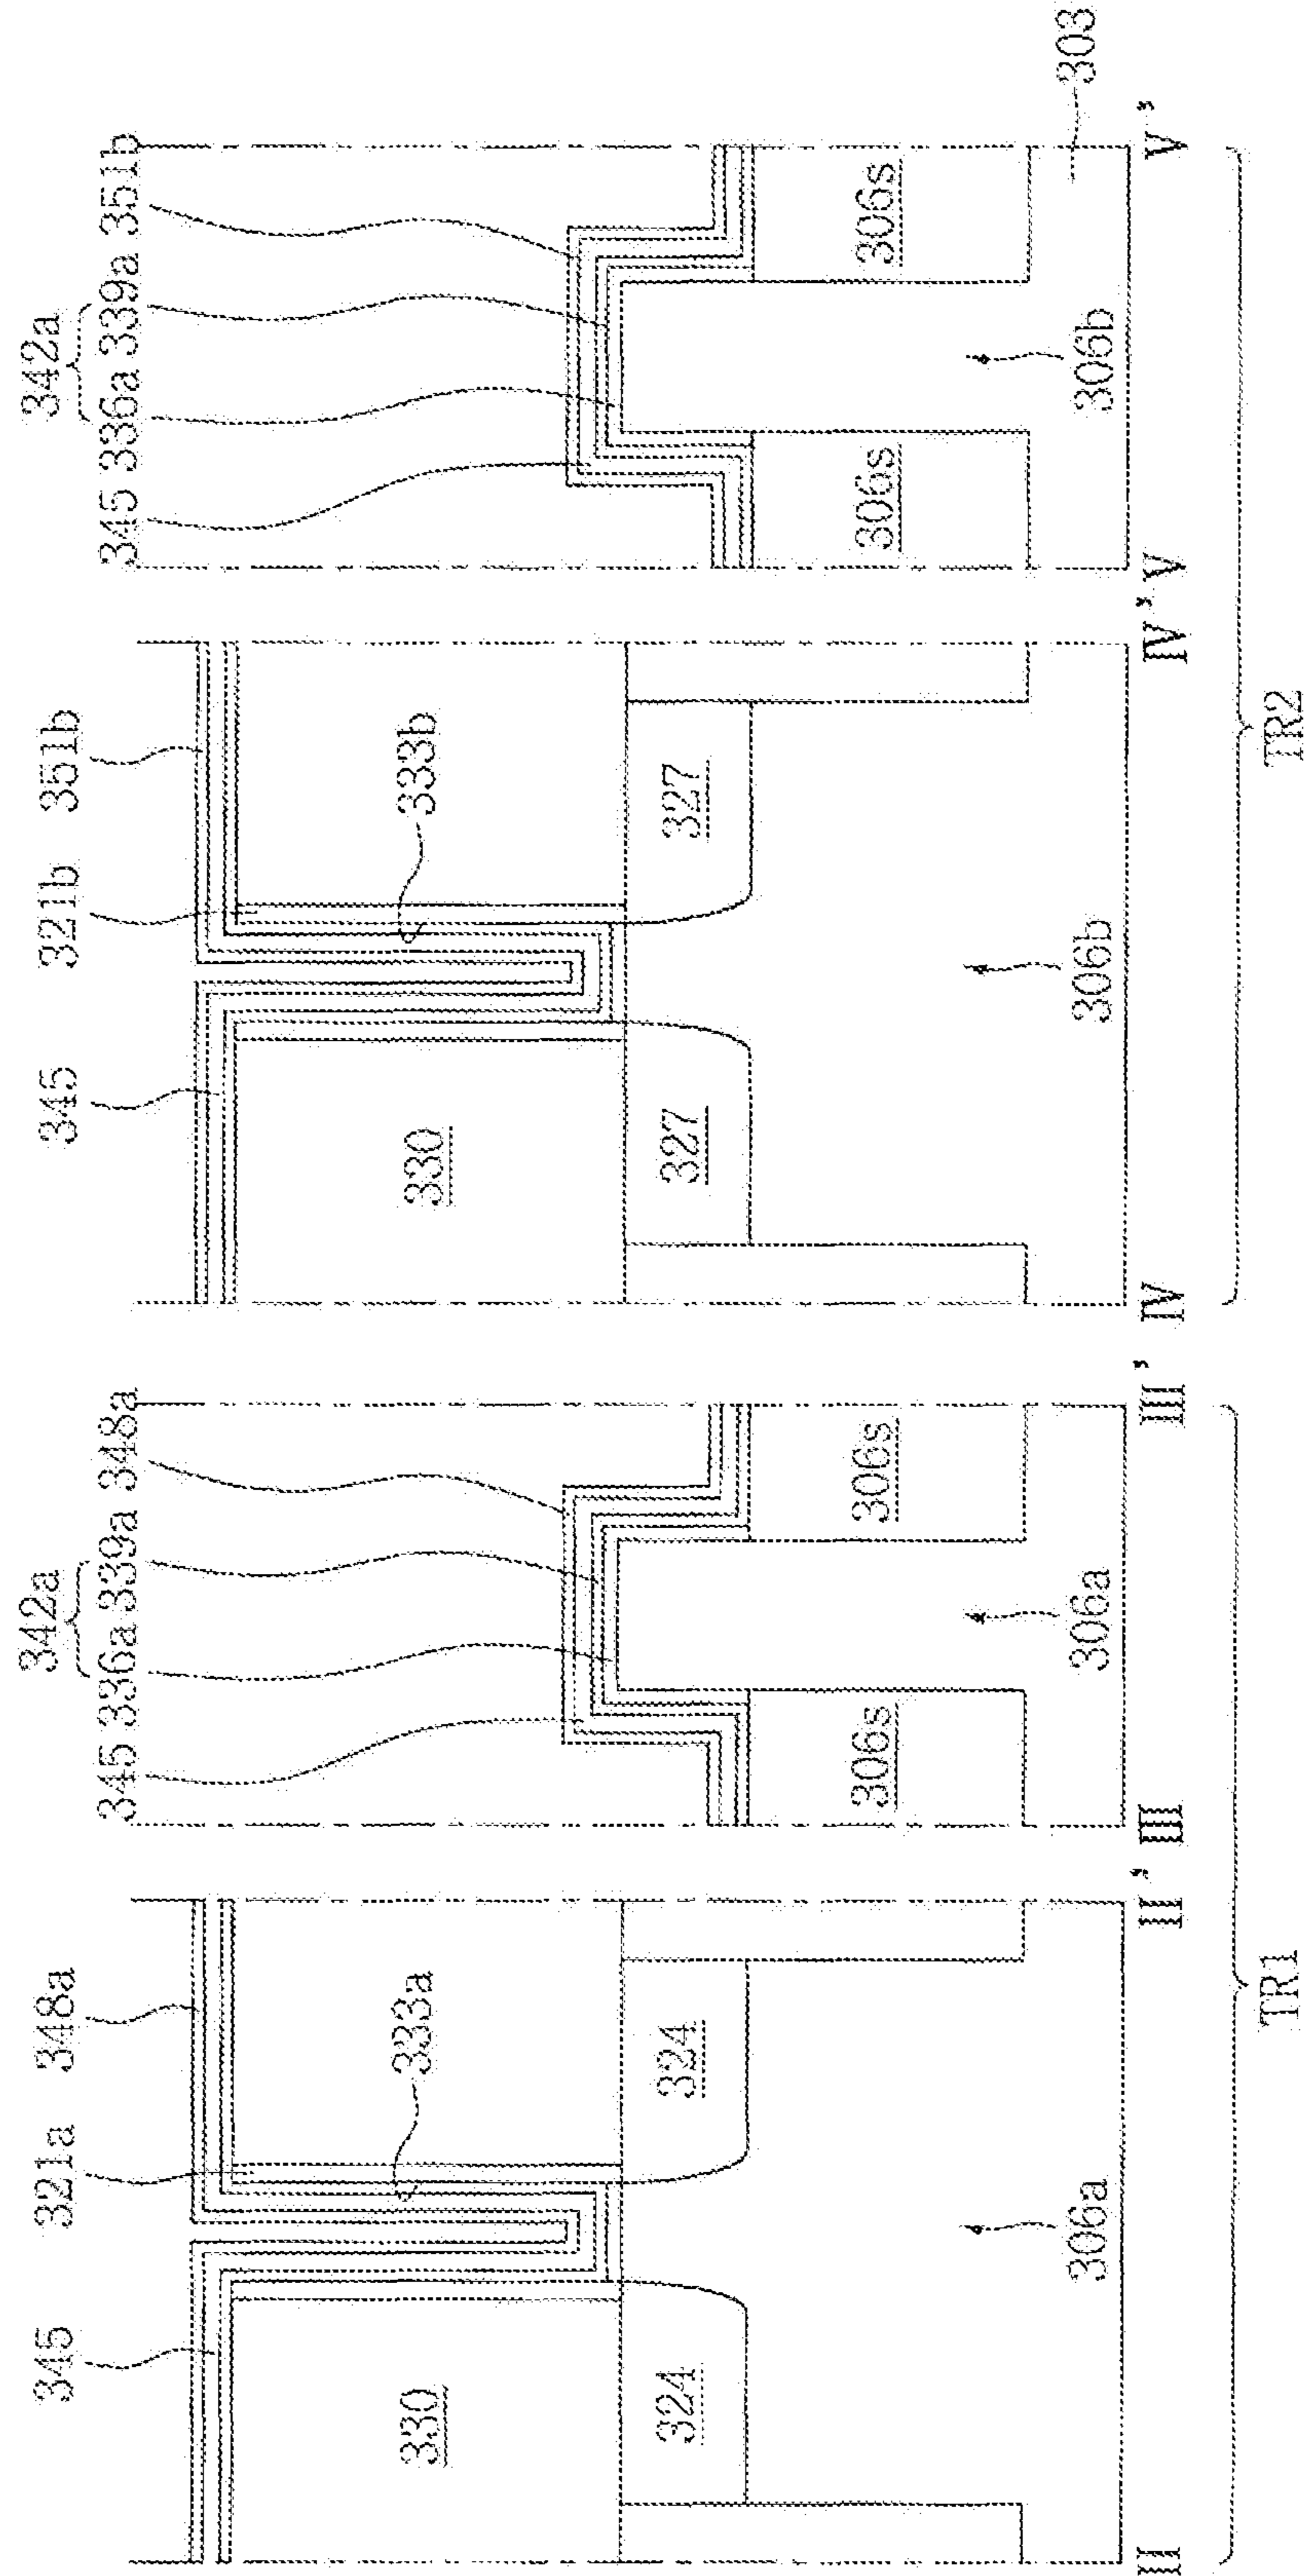 342a
342a
345 321a 348a
345 336a 339a 348a
345 321b 351b
345 336a 339a 351b
333a
333b
330
330
324
324
327
327
306s
306s
306s
306s
306a
306a
306b
306b
303
II
II'
III
III'
IV
IV'
V
V'
TR1
TR2